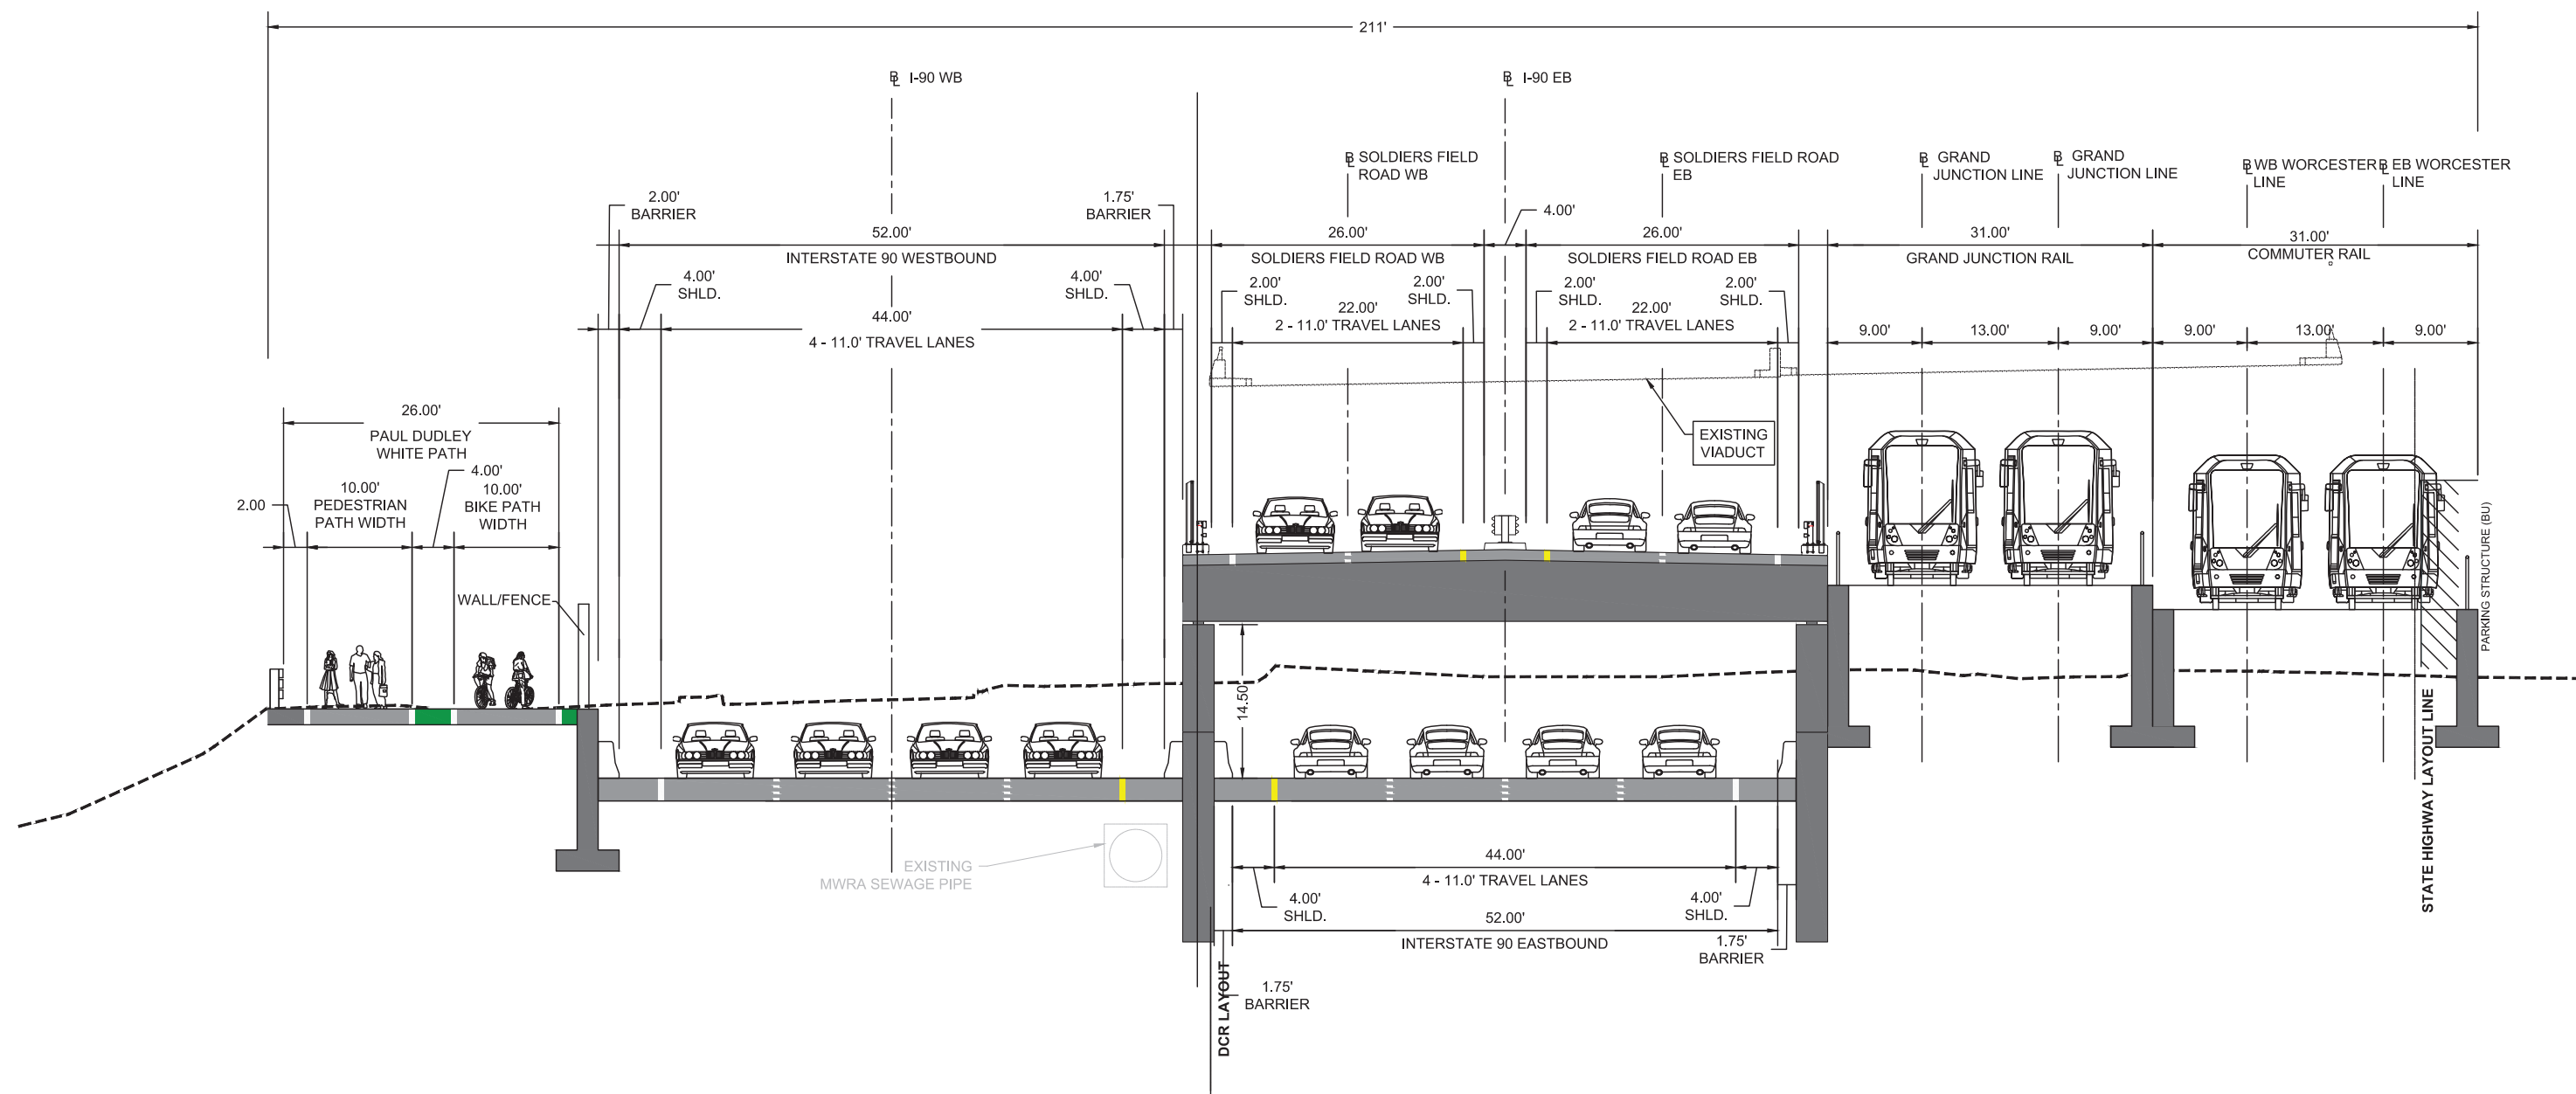 211'
℄ I-90 WB
℄ I-90 EB
℄ SOLDIERS FIELD
ROAD WB
℄ SOLDIERS FIELD ROAD
EB
℄ GRAND
JUNCTION LINE
℄ GRAND
JUNCTION LINE
℄ WB WORCESTER
LINE
℄ EB WORCESTER
LINE
2.00'
BARRIER
1.75'
BARRIER
4.00'
52.00'
INTERSTATE 90 WESTBOUND
26.00'
SOLDIERS FIELD ROAD WB
26.00'
SOLDIERS FIELD ROAD EB
31.00'
GRAND JUNCTION RAIL
31.00'
COMMUTER RAIL
4.00'
SHLD.
4.00'
SHLD.
2.00'
SHLD.
2.00'
SHLD.
2.00'
SHLD.
2.00'
SHLD.
44.00'
4 - 11.0' TRAVEL LANES
22.00'
2 - 11.0' TRAVEL LANES
22.00'
2 - 11.0' TRAVEL LANES
9.00'
13.00'
9.00'
9.00'
13.00'
9.00'
26.00'
PAUL DUDLEY
WHITE PATH
4.00'
2.00
10.00'
PEDESTRIAN
PATH WIDTH
10.00'
BIKE PATH
WIDTH
EXISTING
VIADUCT
WALL/FENCE
PARKING STRUCTURE (BU)
14.50'
STATE HIGHWAY LAYOUT LINE
EXISTING
MWRA SEWAGE PIPE
44.00'
4 - 11.0' TRAVEL LANES
4.00'
SHLD.
4.00'
SHLD.
52.00'
INTERSTATE 90 EASTBOUND
1.75'
BARRIER
1.75'
BARRIER
DCR LAYOUT